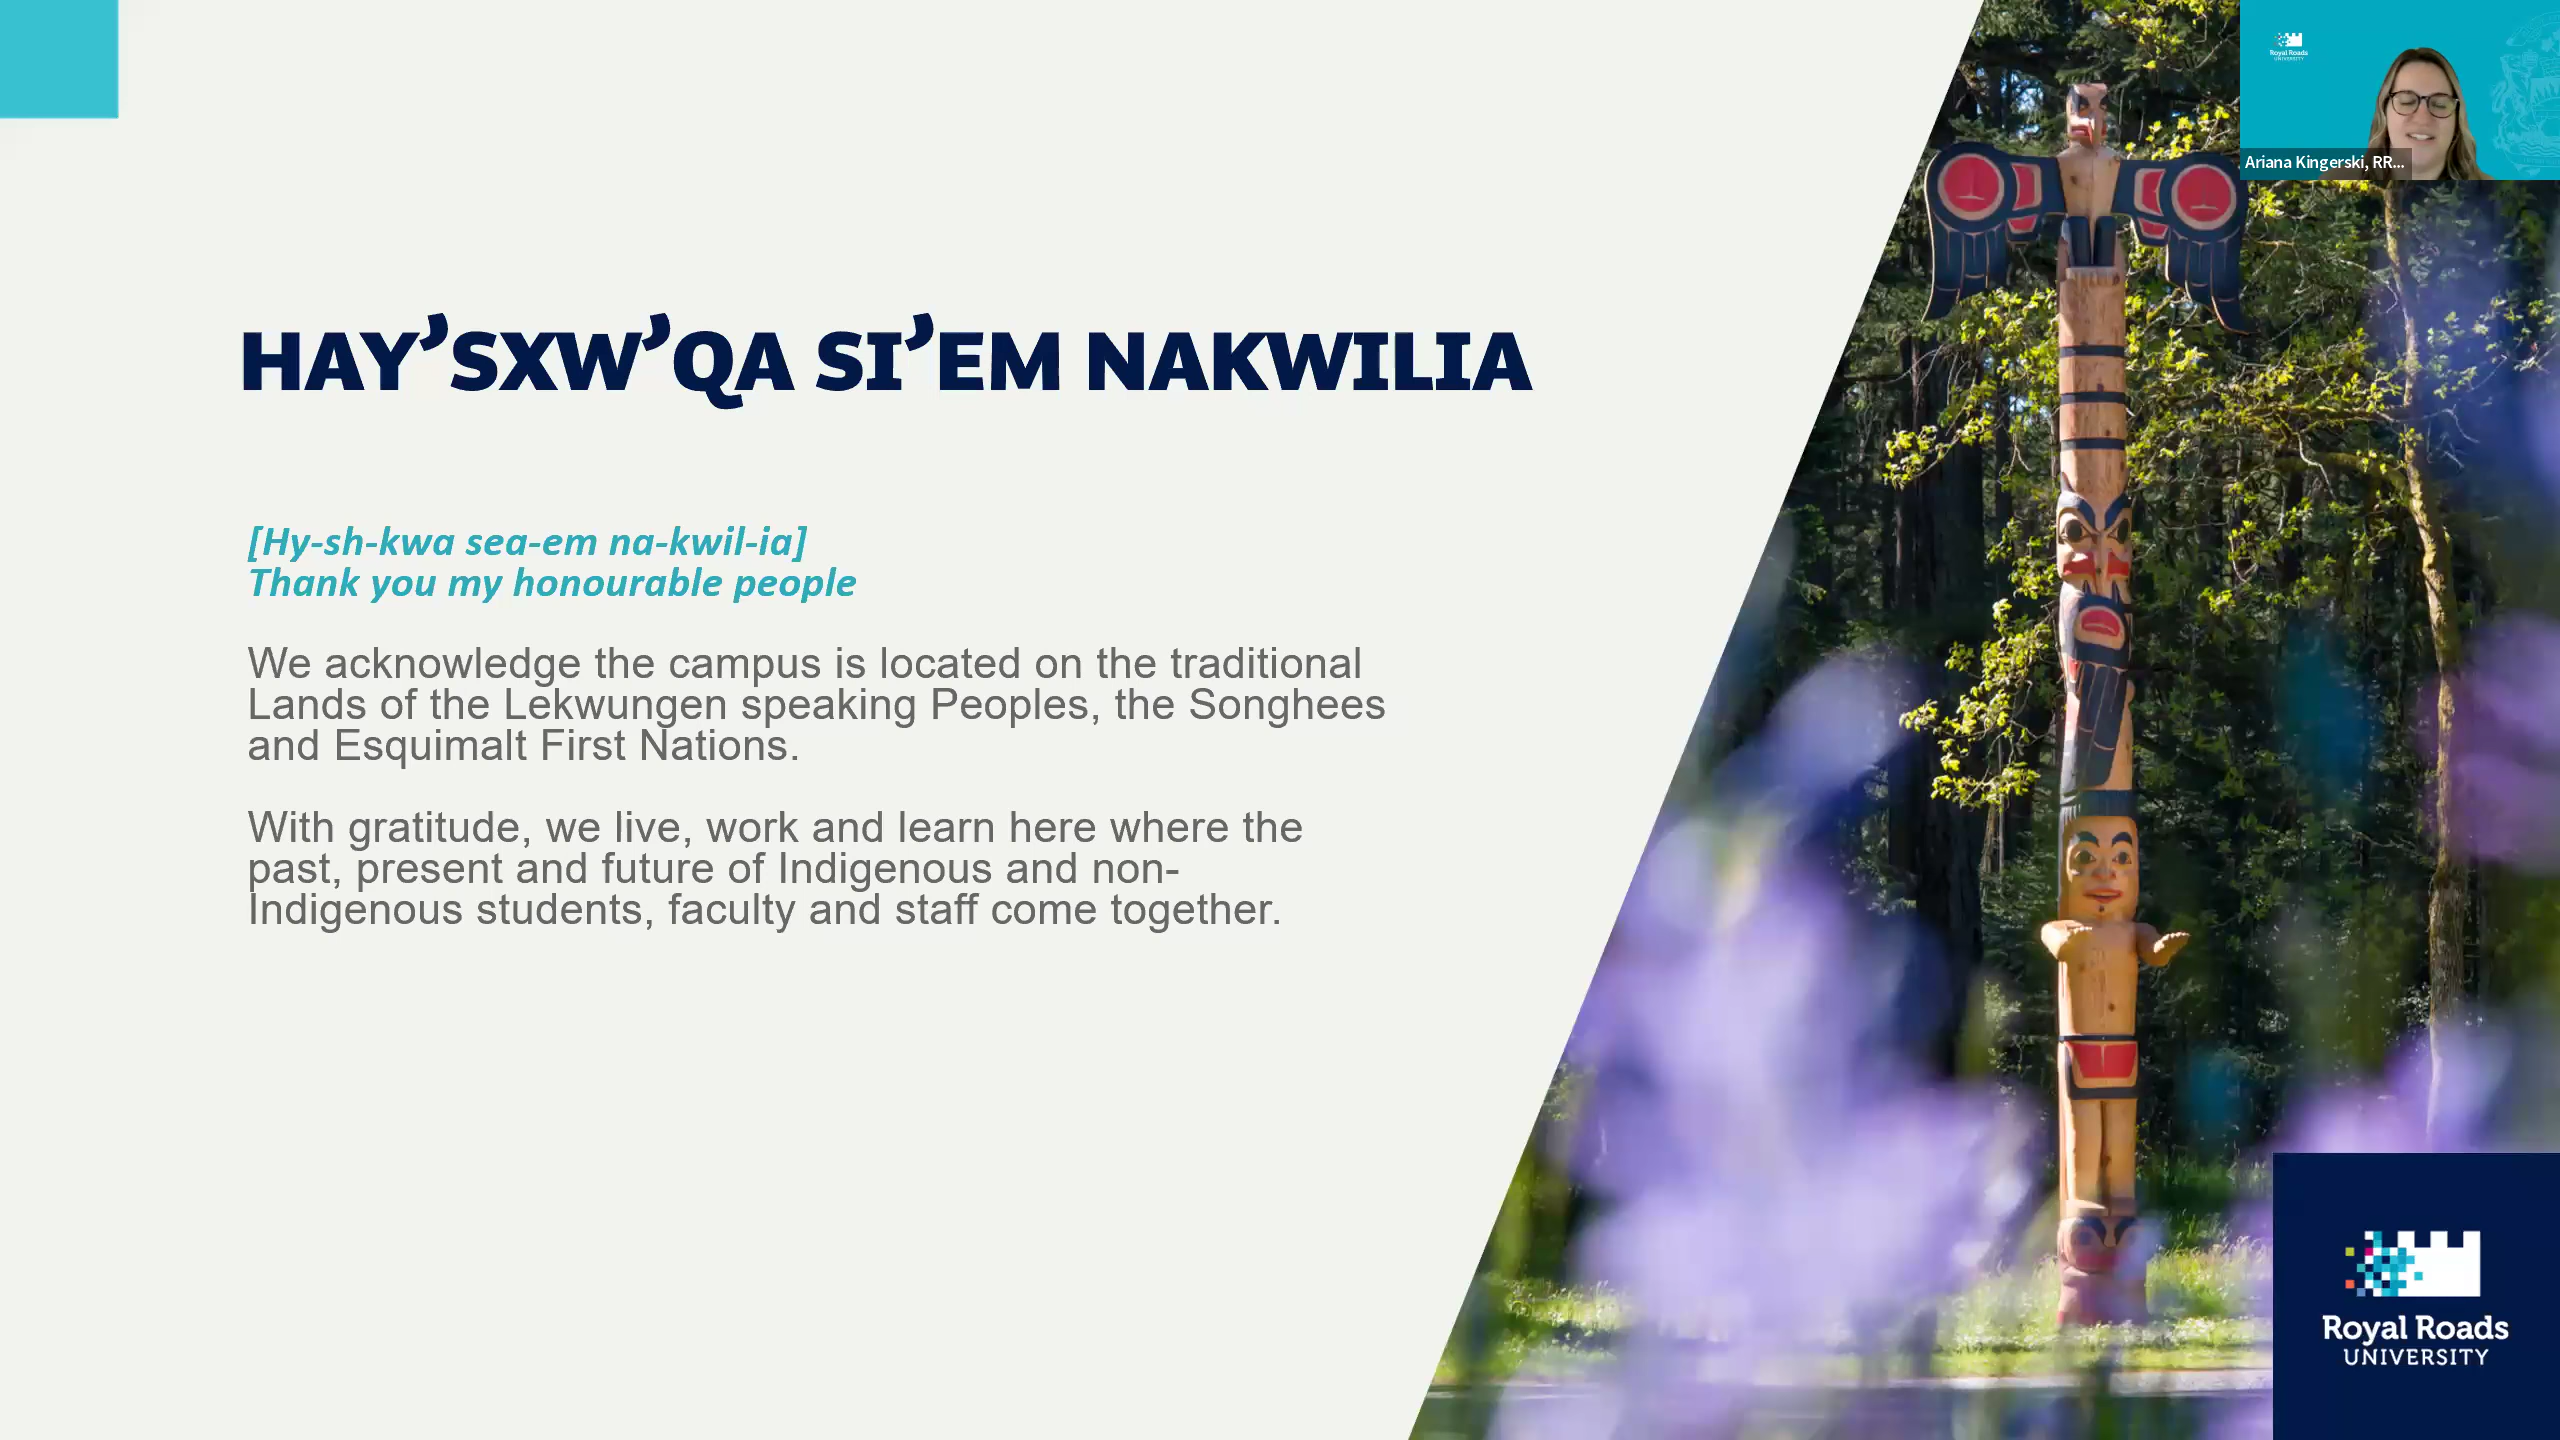 Royal Roads
UNIVERSITY
Ariana Kingerski, RR...
HAY’SXW’QA SI’EM NAKWILIA
[Hy-sh-kwa sea-em na-kwil-ia]
Thank you my honourable people
We acknowledge the campus is located on the traditional
Lands of the Lekwungen speaking Peoples, the Songhees
and Esquimalt First Nations.
With gratitude, we live, work and learn here where the
past, present and future of Indigenous and non-
Indigenous students, faculty and staff come together.
Royal Roads
UNIVERSITY